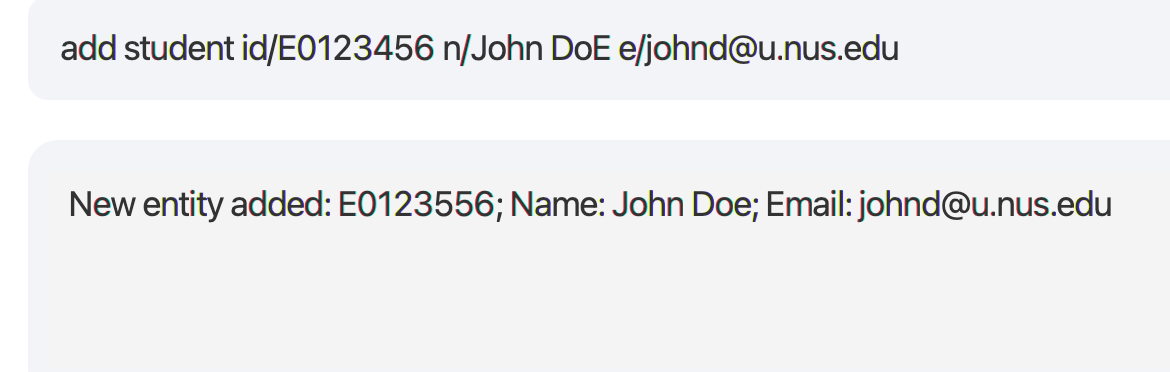 add student id/E0123456 n/John DoE e/johnd@u.nus.edu
New entity added: E0123556; Name: John Doe; Email: johnd@u.nus.edu